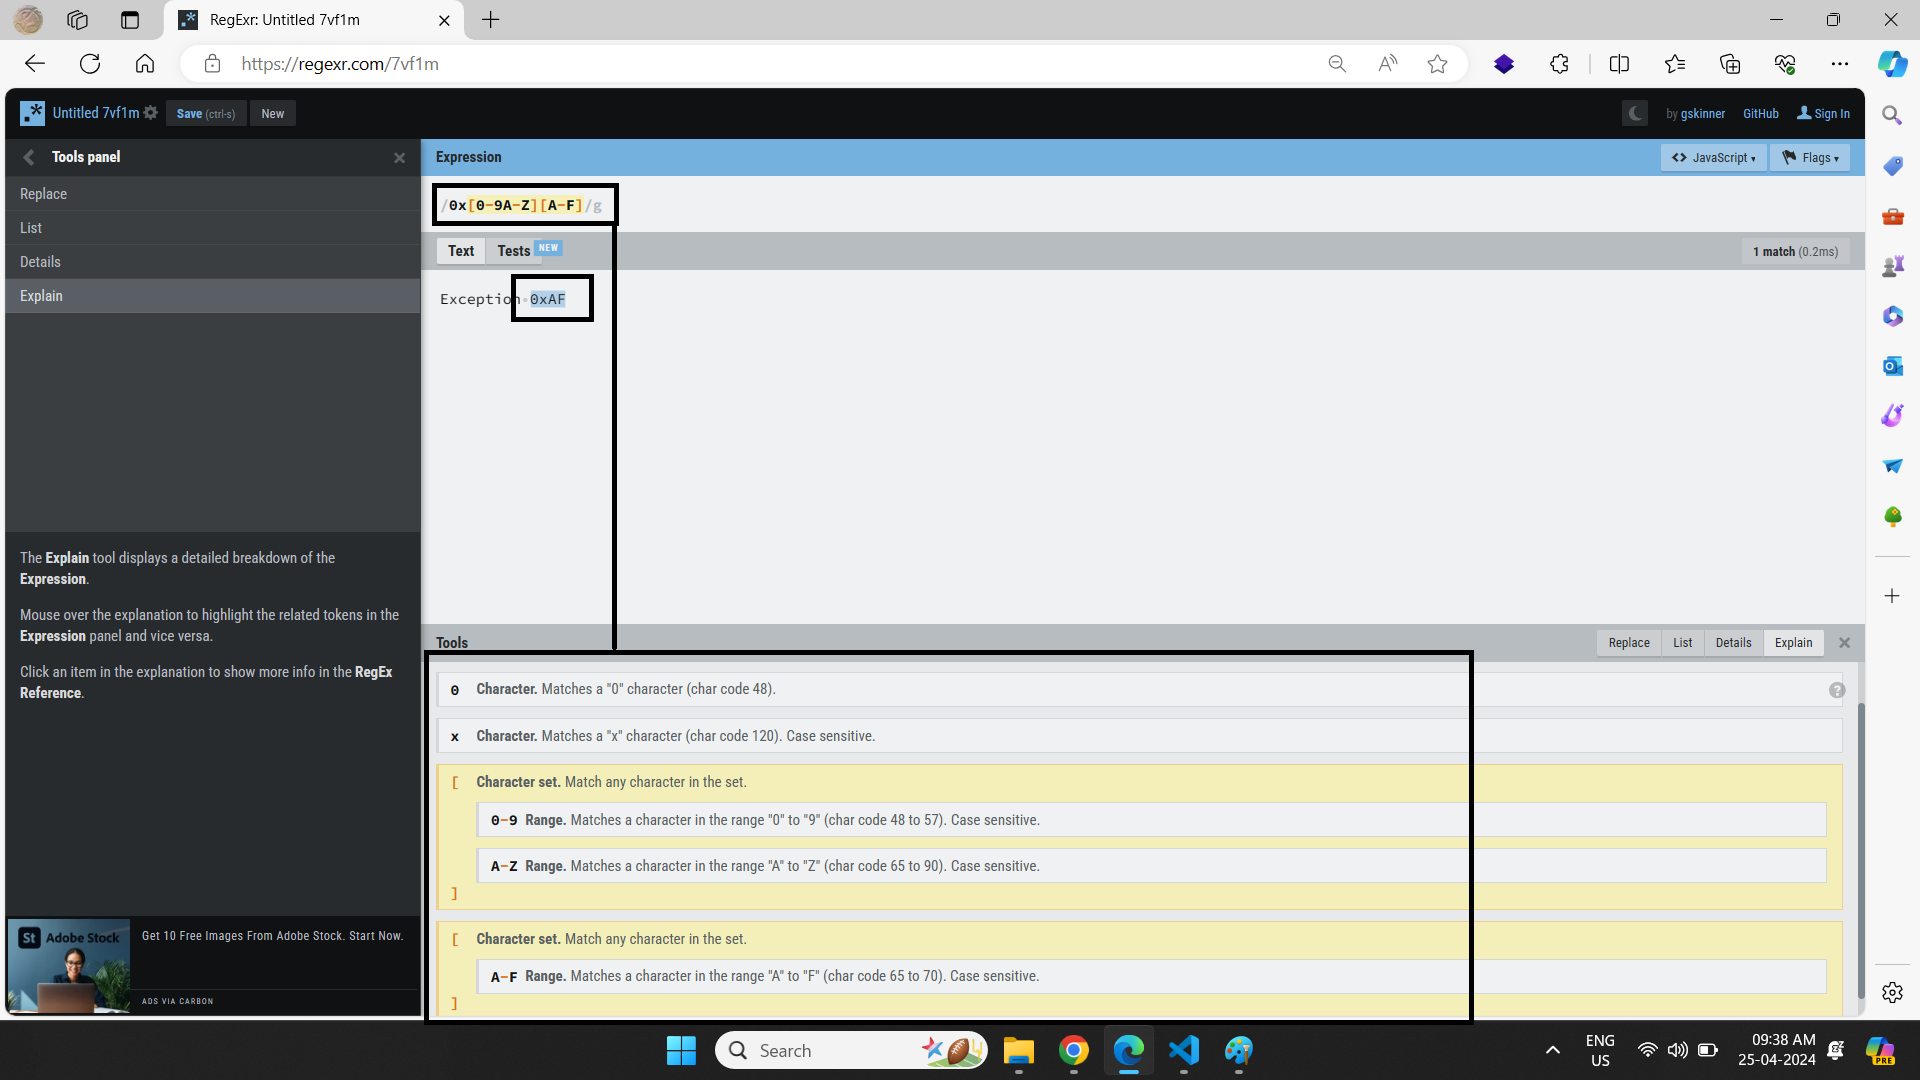 RegExr: Untitled 7vf1m
https://regexr.com/7vf1m
Untitled 7vf1m
Save (ctrl-s)
New
by gskinner
GitHub
Sign In
Tools panel
Replace
List
Details
Explain
The Explain tool displays a detailed breakdown of the
Expression.
Mouse over the explanation to highlight the related tokens in the
Expression panel and vice versa.
Click an item in the explanation to show more info in the RegEx
Reference.
St Adobe Stock
Get 10 Free Images From Adobe Stock. Start Now.
ADS VIA CARBON
Expression
<> JavaScript
Flags
/0x[0-9A-Z][A-F]/g
Text
Tests NEW
1 match (0.2ms)
Exception 0xAF
Tools
Replace
List
Details
Explain
0 Character. Matches a "0" character (char code 48).
x Character. Matches a "x" character (char code 120). Case sensitive.
[ Character set. Match any character in the set.
0-9 Range. Matches a character in the range "0" to "9" (char code 48 to 57). Case sensitive.
A-Z Range. Matches a character in the range "A" to "Z" (char code 65 to 90). Case sensitive.
]
[ Character set. Match any character in the set.
A-F Range. Matches a character in the range "A" to "F" (char code 65 to 70). Case sensitive.
]
Search
ENG
US
09:38 AM
25-04-2024
PRE